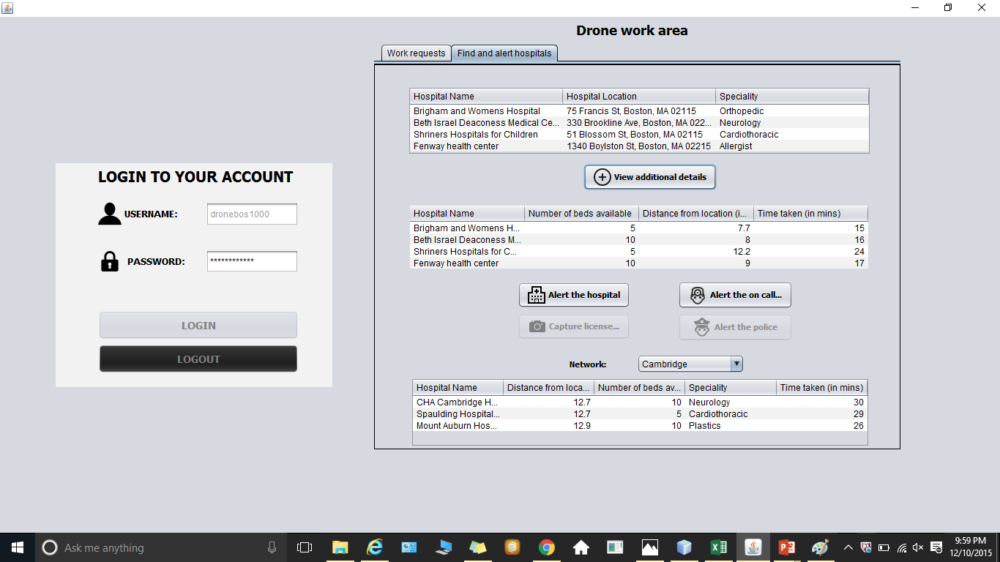 Drone work area
Work requests Find and alert hospitals
Hospital Name Hospital Location Speciality
Brigham and Womens Hospital 75 Francis St, Boston, MA 02115 Orthopedic
Beth Israel Deaconess Medical Ce... 330 Brookline Ave, Boston, MA 022... Neurology
Shriners Hospitals for Children 51 Blossom St, Boston, MA 02115 Cardiothoracic
Fenway health center 1340 Boylston St, Boston, MA 02215 Allergist
View additional details
LOGIN TO YOUR ACCOUNT
USERNAME: dronebos1000
PASSWORD: ************
LOGIN
LOGOUT
Hospital Name Number of beds available Distance from location (i... Time taken (in mins)
Brigham and Womens H... 5 7.7 15
Beth Israel Deaconess M... 10 8 16
Shriners Hospitals for C... 5 12.2 24
Fenway health center 10 9 17
Alert the hospital Alert the on call...
Capture license... Alert the police
Network: Cambridge
Hospital Name Distance from loca... Number of beds av... Speciality Time taken (in mins)
CHA Cambridge H... 12.7 10 Neurology 30
Spaulding Hospital... 12.7 5 Cardiothoracic 29
Mount Auburn Hos... 12.9 10 Plastics 26
Ask me anything
9:59 PM
12/10/2015